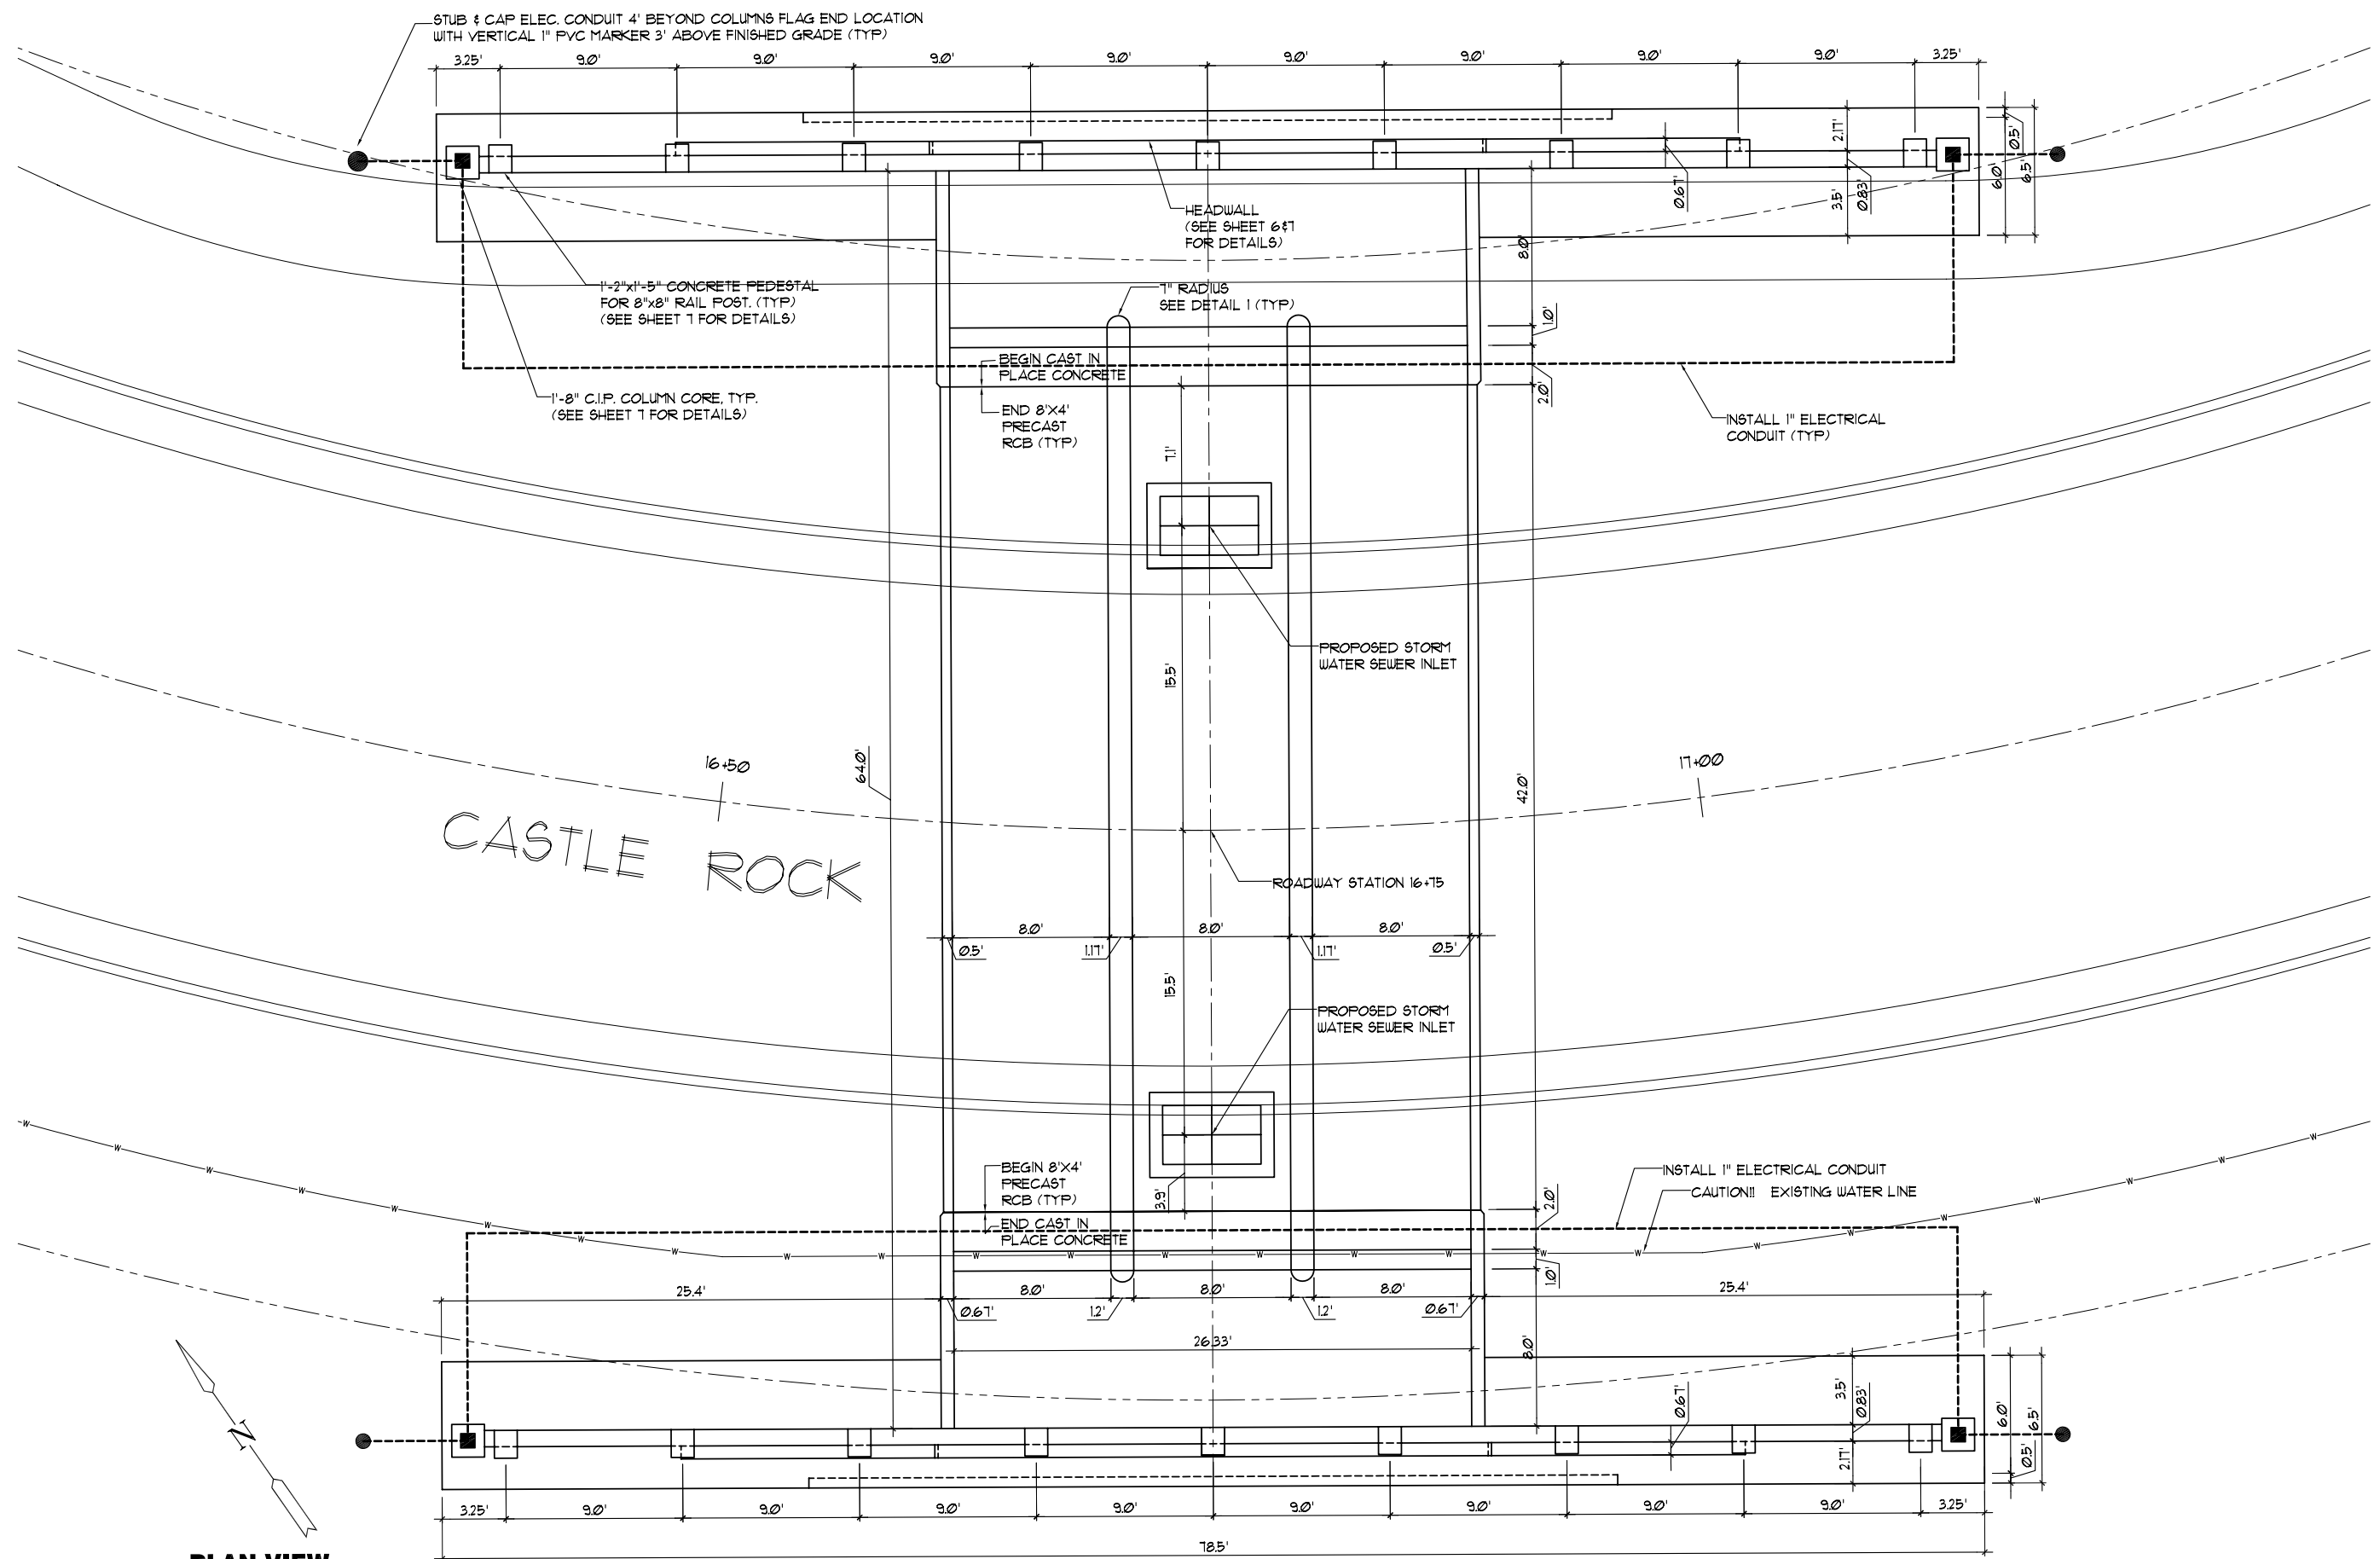 STUB & CAP ELEC. CONDUIT 4' BEYOND COLUMNS FLAG END LOCATION
WITH VERTICAL 1" PVC MARKER 3' ABOVE FINISHED GRADE (TYP)
3.25' 9.0' 9.0' 9.0' 9.0' 9.0' 9.0' 9.0' 9.0' 3.25'
2.17' 0.5'
0.67' 3.5' 0.83' 6.0' 6.5'
HEADWALL
(SEE SHEET 6&7
FOR DETAILS)
8.0'
1'-2"x1'-5" CONCRETE PEDESTAL
FOR 8"x8" RAIL POST. (TYP)
(SEE SHEET 7 FOR DETAILS)
7" RADIUS
SEE DETAIL 1 (TYP)
1.0'
BEGIN CAST IN
PLACE CONCRETE
2.0'
1'-8" C.I.P. COLUMN CORE, TYP.
(SEE SHEET 7 FOR DETAILS)
END 8'X4'
PRECAST
RCB (TYP)
INSTALL 1" ELECTRICAL
CONDUIT (TYP)
7.1'
PROPOSED STORM
WATER SEWER INLET
15.5'
16+50
17+00
64.0'
42.0'
CASTLE ROCK
ROADWAY STATION 16+75
8.0' 8.0' 8.0'
0.5' 1.17' 1.17' 0.5'
15.5'
PROPOSED STORM
WATER SEWER INLET
W W W W W W W W W W W W W W W W W W W W W W W W W W
BEGIN 8'X4'
PRECAST
RCB (TYP)
3.9'
2.0'
INSTALL 1" ELECTRICAL CONDUIT
CAUTION!! EXISTING WATER LINE
END CAST IN
PLACE CONCRETE
1.0'
25.4' 8.0' 8.0' 8.0' 25.4'
0.67' 1.2' 1.2' 0.67'
26.33'
8.0'
0.67' 3.5' 0.83' 6.0' 6.5'
2.17' 0.5'
N
3.25' 9.0' 9.0' 9.0' 9.0' 9.0' 9.0' 9.0' 9.0' 3.25'
78.5'
PLAN VIEW